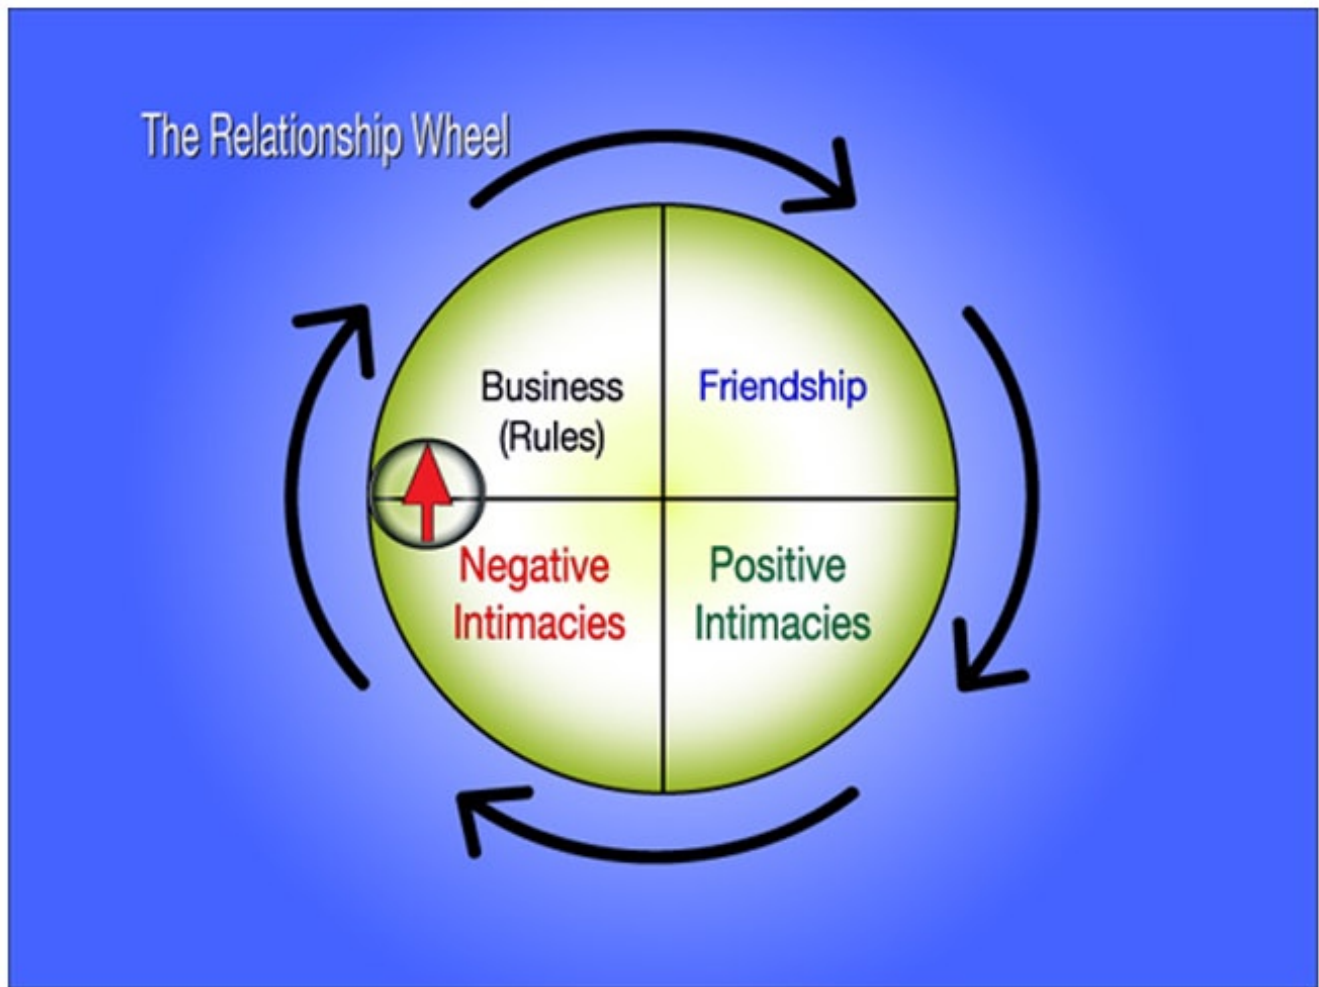 The Relationship Wheel
Business
(Rules)
Friendship
Negative
Intimacies
Positive
Intimacies